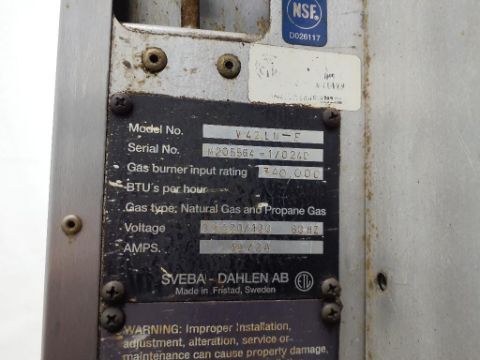 NSF
D026117
Model No.
Serial No.
Gas burner input rating 340,000
BTU's per hour
Gas type: Natural Gas and Propane Gas
Voltage 60 HZ
AMPS.
SVEBA - DAHLEN AB ETL
Made in Fristad, Sweden
WARNING: Improper Installation,
adjustment, alteration, service or
maintenance can cause property damage,